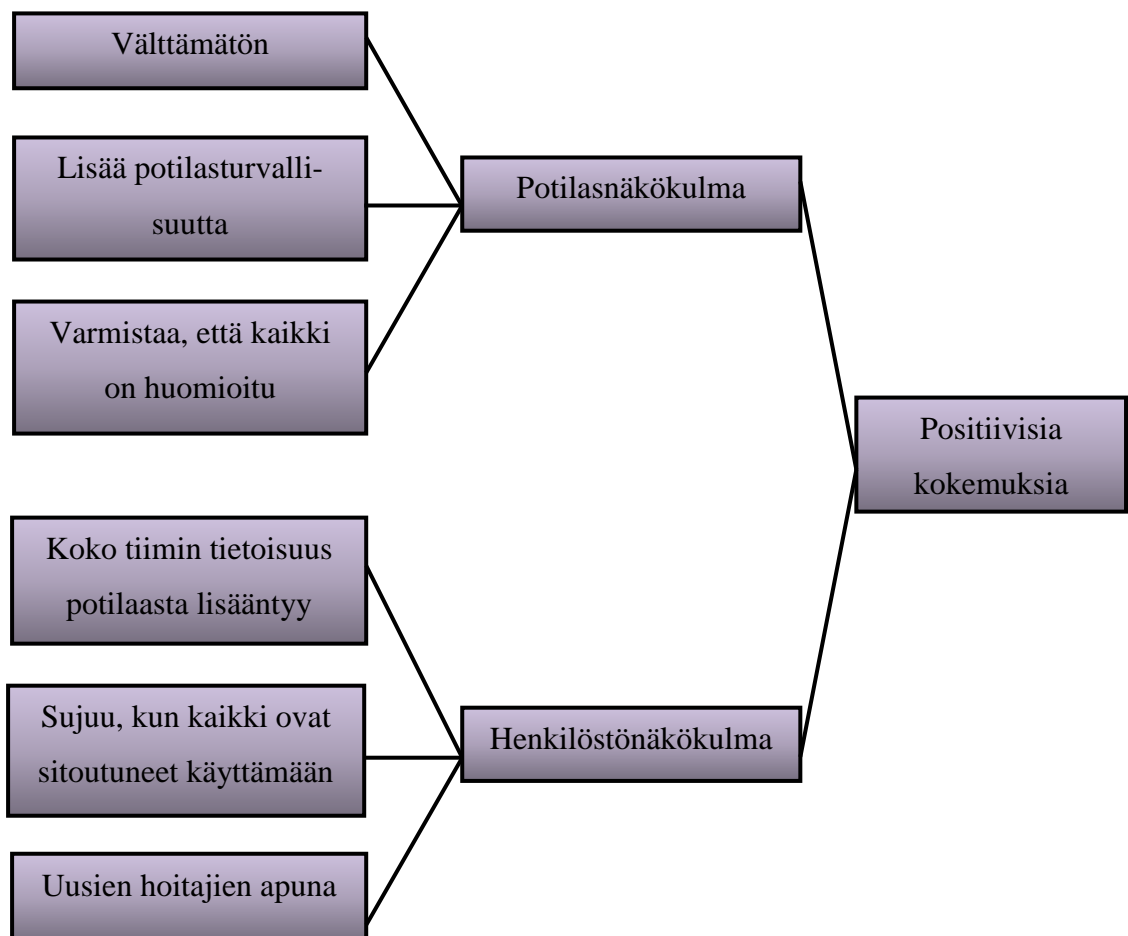 Välttämätön
Lisää potilasturvalli-
suutta
Varmistaa, että kaikki
on huomioitu
Potilasnäkökulma
Positiivisia
kokemuksia
Koko tiimin tietoisuus
potilaasta lisääntyy
Sujuu, kun kaikki ovat
sitoutuneet käyttämään
Henkilöstönäkökulma
Uusien hoitajien apuna